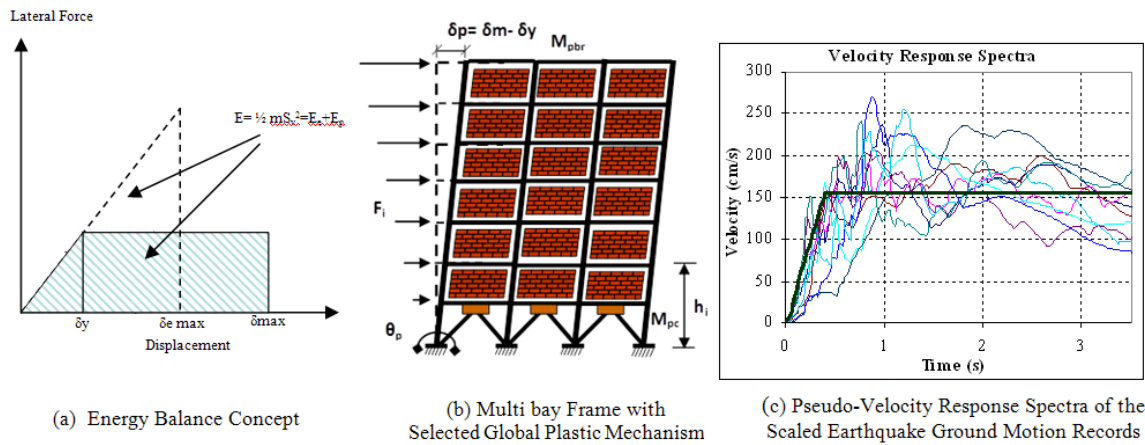 Lateral Force
E= ½ mSv²=Ee+Ep
δy
δe max
δmax
Displacement
(a) Energy Balance Concept
δp= δm- δy
Mpbr
Fi
hi
Mpc
θp
(b) Multi bay Frame with
Selected Global Plastic Mechanism
Velocity Response Spectra
300
250
200
150
100
50
0
Velocity (cm/s)
0
1
2
3
Time (s)
(c) Pseudo-Velocity Response Spectra of the
Scaled Earthquake Ground Motion Records